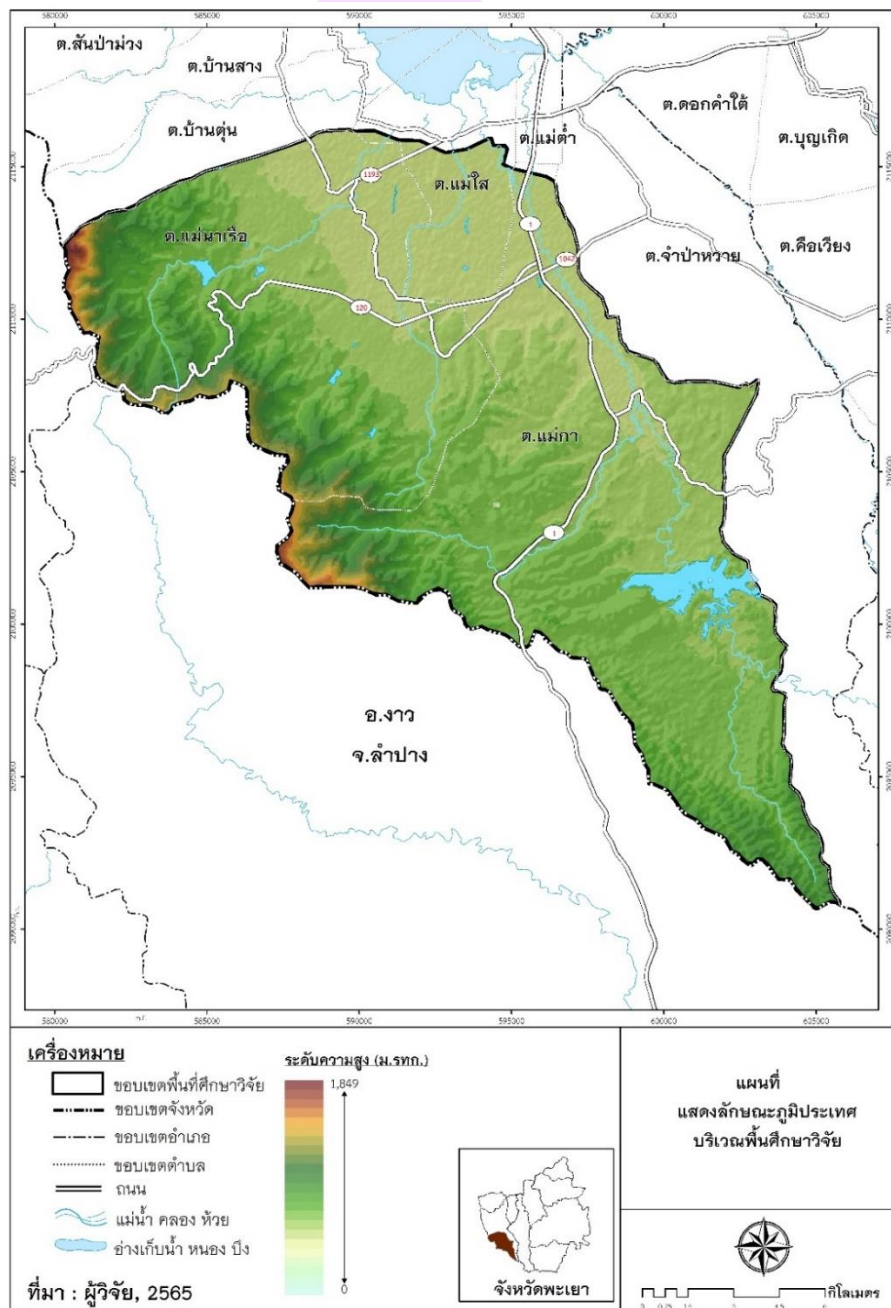 580000 585000 590000 595000 600000 605000
ต.สันป่าม่วง
ต.บ้านสาง
ต.บ้านตุ่น
ต.แม่ต๋ำ
ต.ดอกคำใต้
ต.บุญเกิด
ต.แม่ใส
ต.แม่นาเรือ
ต.จำป่าหวาย
ต.คือเวียง
1193
1
1042
120
ต.แม่กา
1
อ.งาว
จ.ลำปาง
580000 590000 595000 600000 605000
เครื่องหมาย
ขอบเขตพื้นที่ศึกษาวิจัย
ขอบเขตจังหวัด
ขอบเขตอำเภอ
ขอบเขตตำบล
ถนน
แม่น้ำ คลอง ห้วย
อ่างเก็บน้ำ หนอง บึง
ที่มา : ผู้วิจัย, 2565
ระดับความสูง (ม.รทก.)
1,849
0
จังหวัดพะเยา
แผนที่
แสดงลักษณะภูมิประเทศ
บริเวณพื้นศึกษาวิจัย
กิโลเมตร